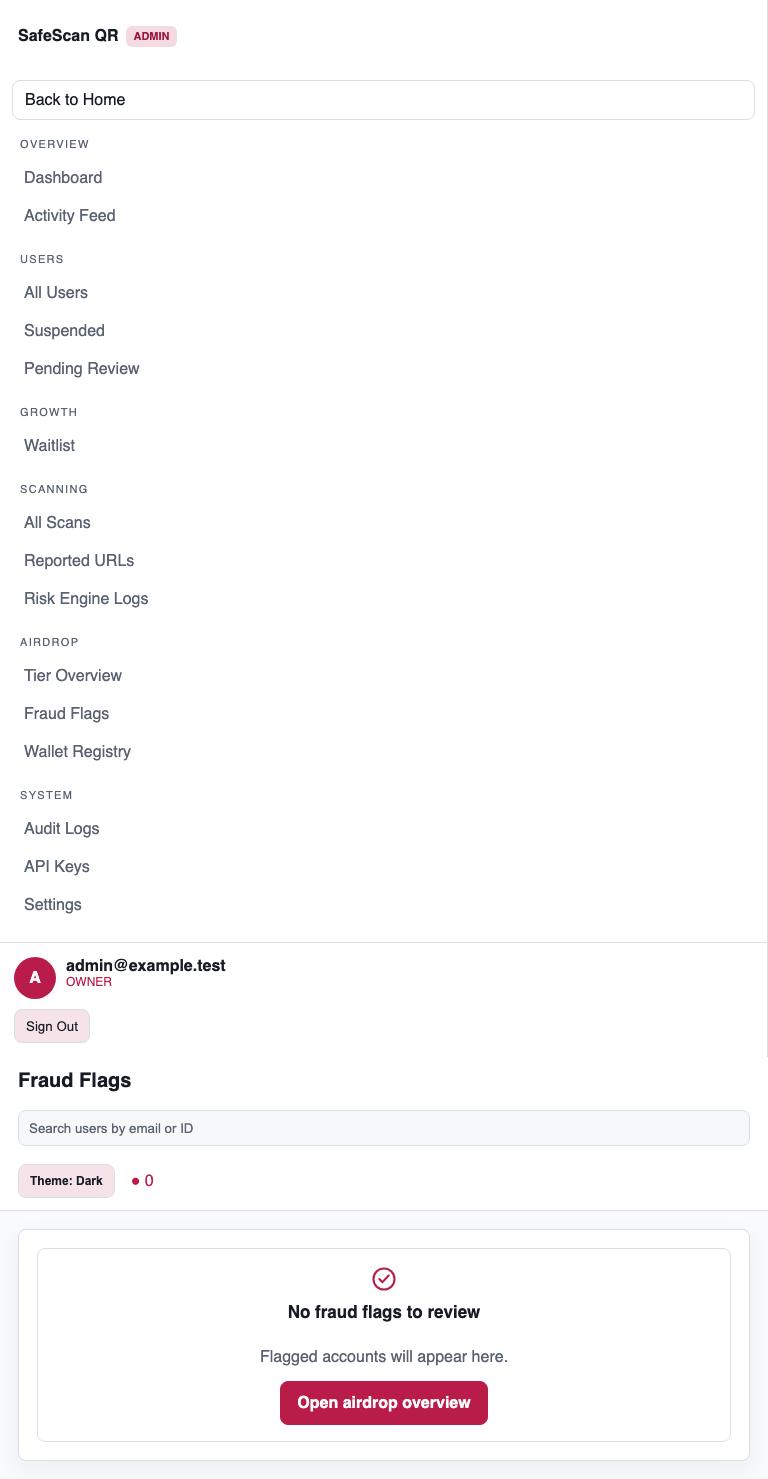 SafeScan QR ADMIN
Back to Home
OVERVIEW
Dashboard
Activity Feed
USERS
All Users
Suspended
Pending Review
GROWTH
Waitlist
SCANNING
All Scans
Reported URLs
Risk Engine Logs
AIRDROP
Tier Overview
Fraud Flags
Wallet Registry
SYSTEM
Audit Logs
API Keys
Settings
A
admin@example.test
OWNER
Sign Out
Fraud Flags
Search users by email or ID
Theme: Dark
0
No fraud flags to review
Flagged accounts will appear here.
Open airdrop overview